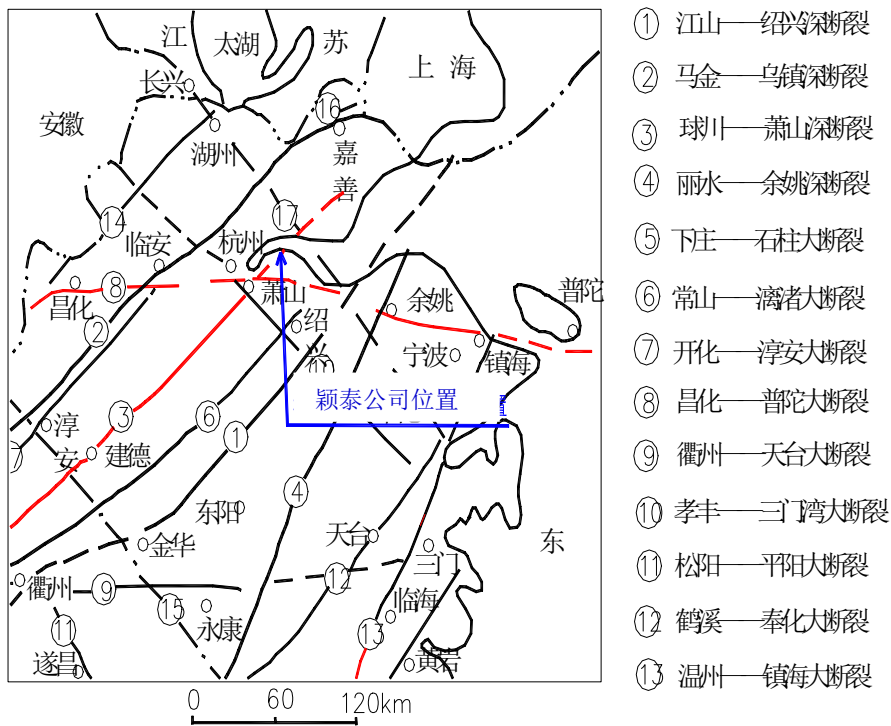 江
太湖
苏
上海
长兴
安徽
⑯
湖州
嘉
善
⑰
⑭
临安
杭州
昌化
⑧
萧山
普陀
余姚
②
绍
兴
宁波
镇海
颖泰公司位置
③
⑥
淳
安
①
建德
⑦
④
东阳
金华
天台
三门
东
衢州
⑨
⑫
⑮
永康
临海
⑪
⑬
遂昌
黄岩
0 60 120km
① 江山——绍兴深断裂
② 马金——乌镇深断裂
③ 球川——萧山深断裂
④ 丽水——余姚深断裂
⑤ 下庄——石柱大断裂
⑥ 常山——漓渚大断裂
⑦ 开化——淳安大断裂
⑧ 昌化——普陀大断裂
⑨ 衢州——天台大断裂
⑩ 孝丰——三门湾大断裂
⑪ 松阳——平阳大断裂
⑫ 鹤溪——奉化大断裂
⑬ 温州——镇海大断裂